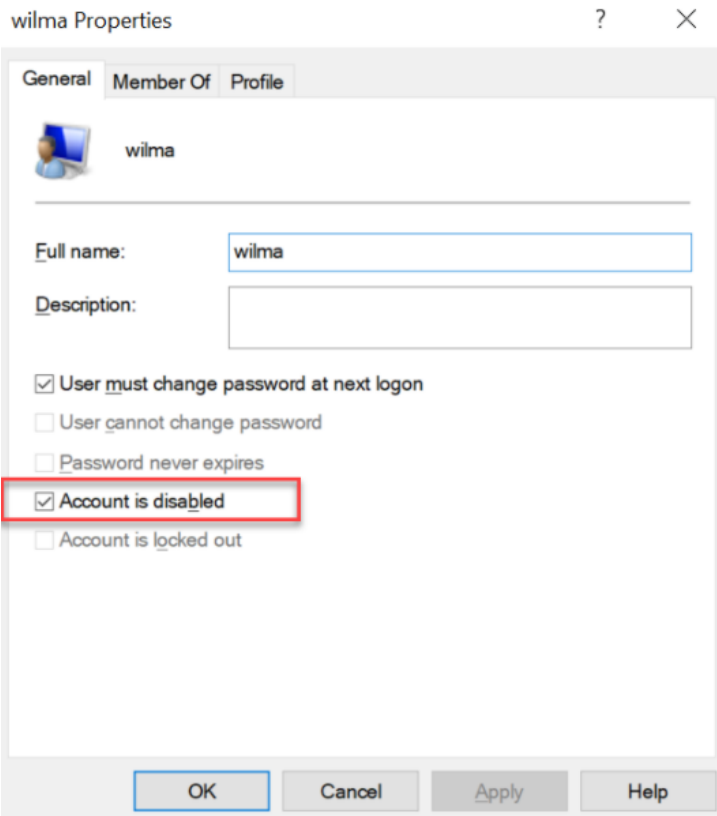 wilma Properties ? ×
General Member Of Profile
wilma
Full name: wilma
Description:
User must change password at next logon
User cannot change password
Password never expires
Account is disabled
Account is locked out
OK Cancel Apply Help